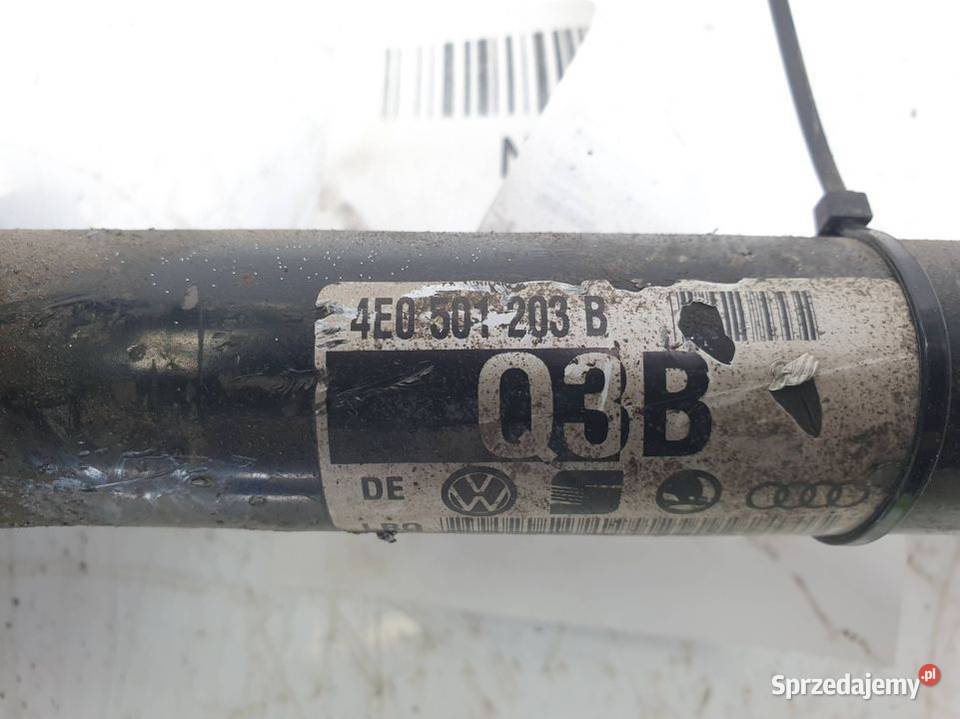 4E0 501 203 B
Q3B
DE
Sprzedajemy.pl